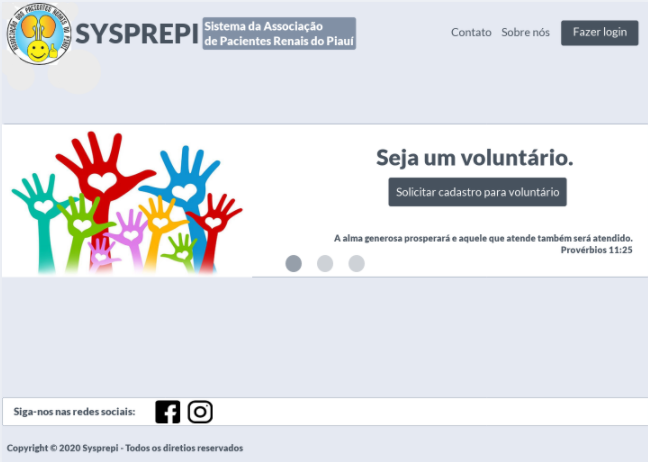 ASSOCIAÇÃO DOS PACIENTES RENAIS DO PIAUÍ
SYSPREPI
Sistema da Associação
de Pacientes Renais do Piauí
Contato Sobre nós Fazer login
Seja um voluntário.
Solicitar cadastro para voluntário
A alma generosa prosperará e aquele que atende também será atendido.
Provérbios 11:25
Siga-nos nas redes sociais:
Copyright © 2020 Sysprepi - Todos os diretios reservados